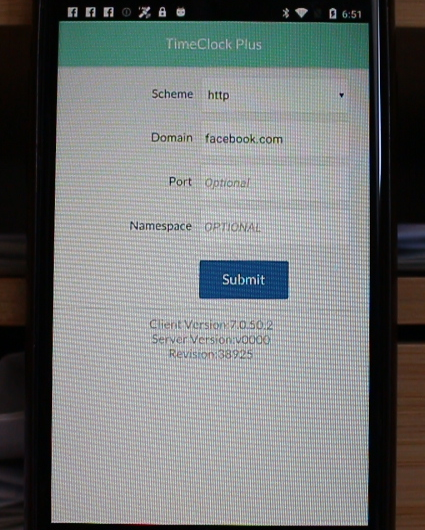 6:51
TimeClock Plus
Scheme http
Domain facebook.com
Port Optional
Namespace OPTIONAL
Submit
Client Version:7.0.50.2
Server Version:v0000
Revision:38925